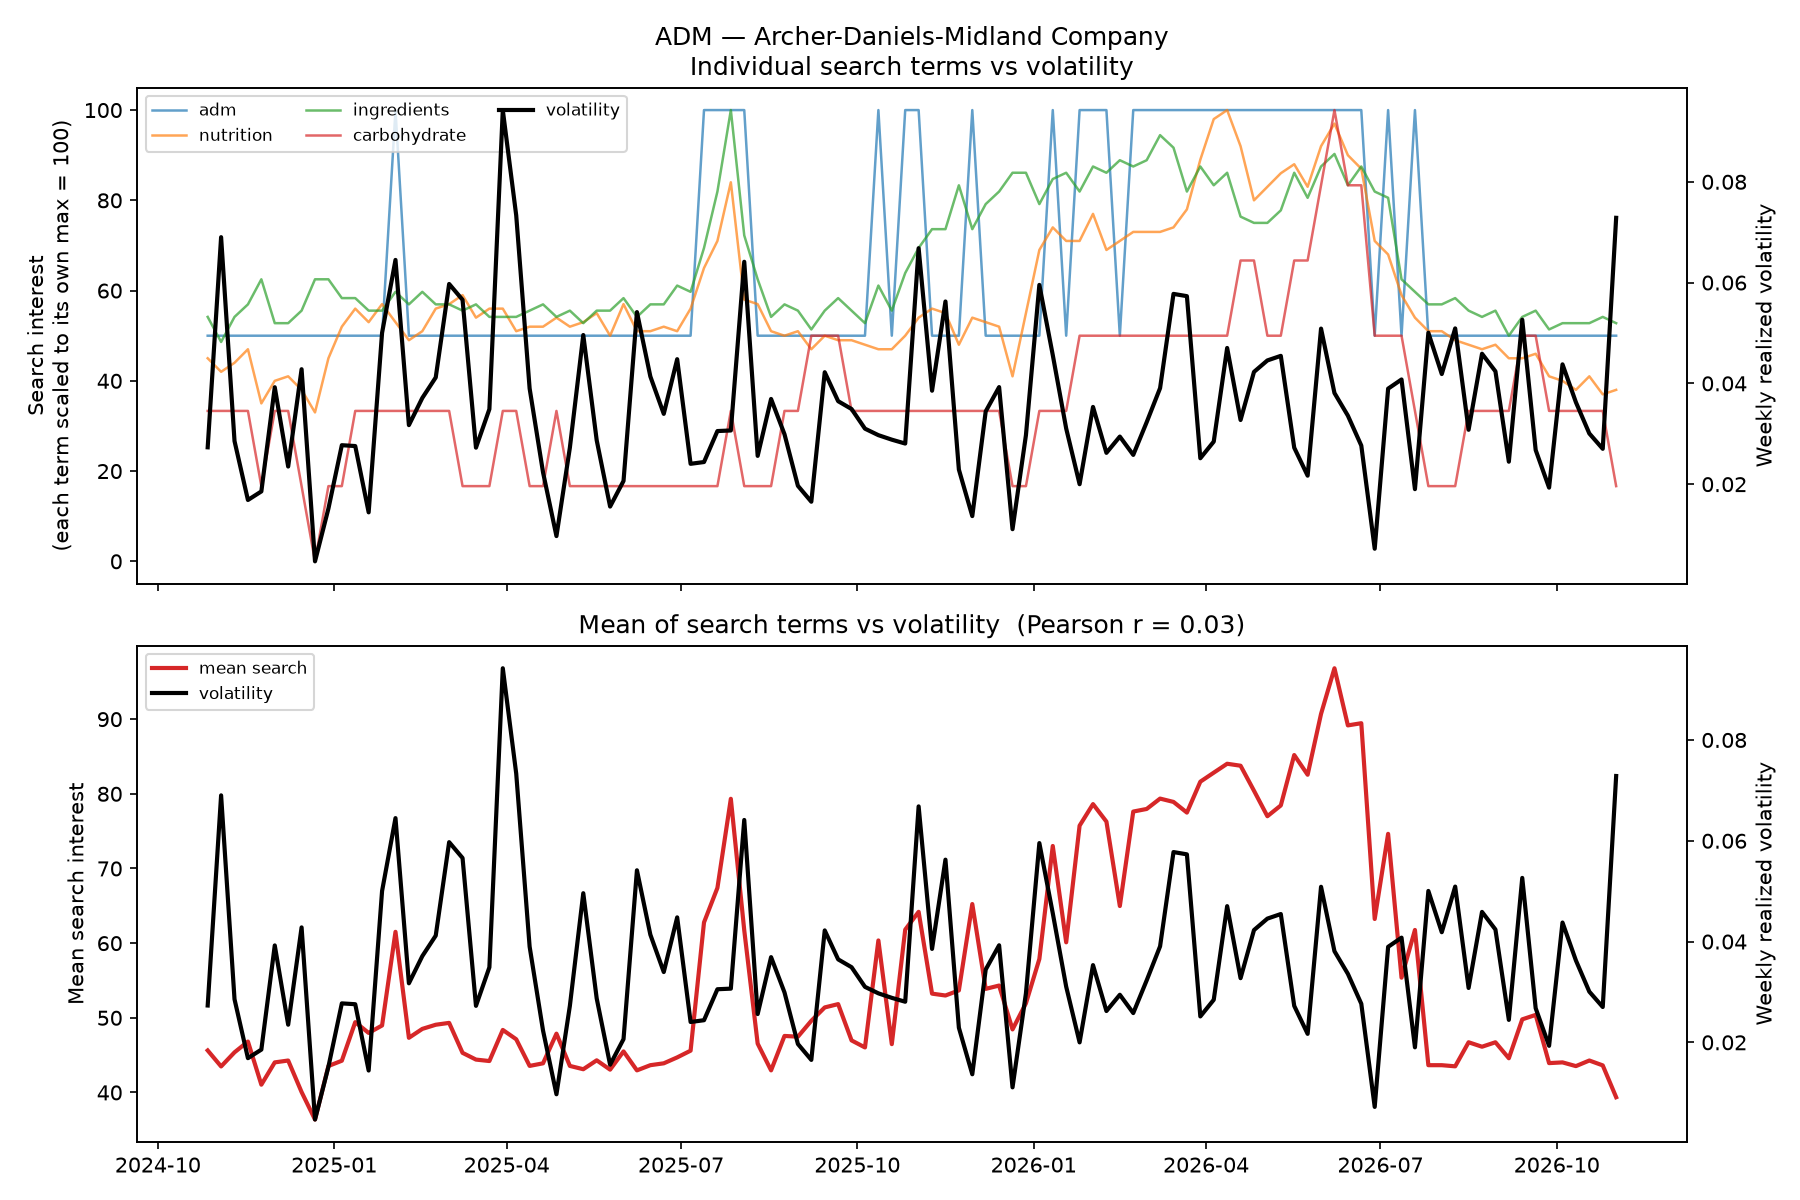 ADM — Archer-Daniels-Midland Company
Individual search terms vs volatility
adm
nutrition
ingredients
carbohydrate
volatility
Search interest
(each term scaled to its own max = 100)
100
80
60
40
20
0
0.08
0.06
0.04
0.02
Weekly realized volatility
Mean of search terms vs volatility (Pearson r = 0.03)
mean search
volatility
Mean search interest
90
80
70
60
50
40
0.08
0.06
0.04
0.02
Weekly realized volatility
2024-10
2025-01
2025-04
2025-07
2025-10
2026-01
2026-04
2026-07
2026-10